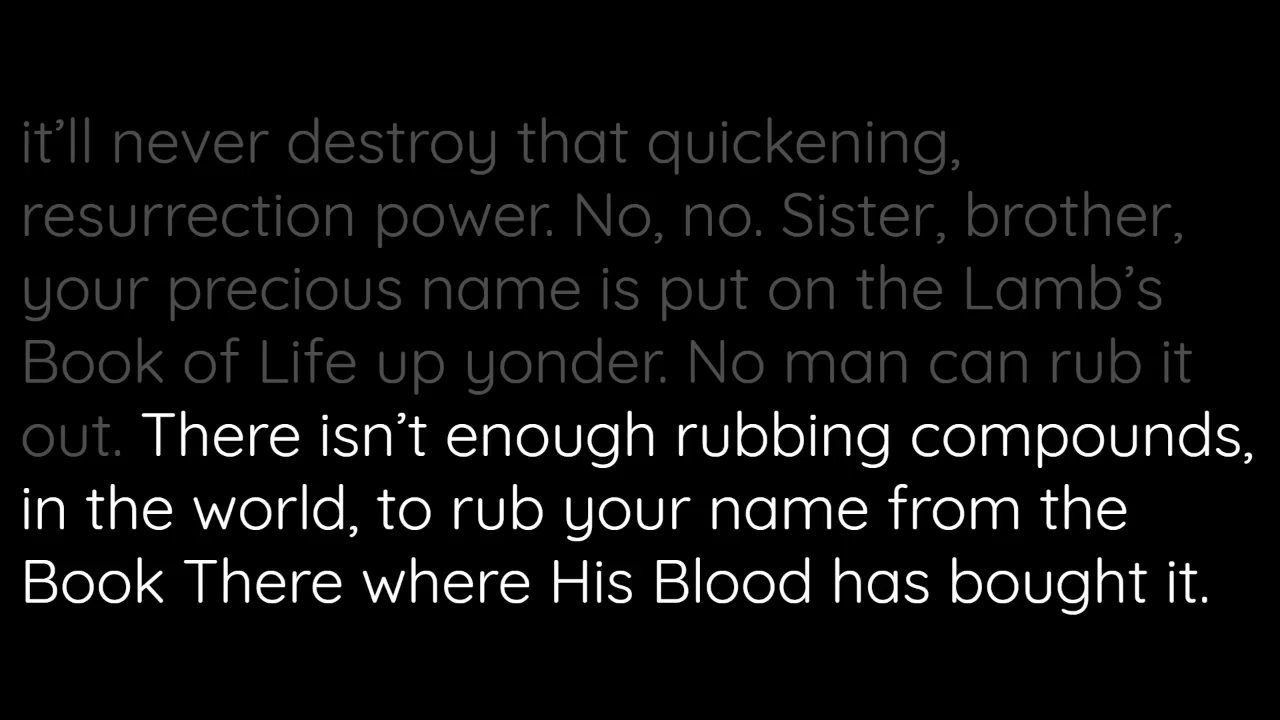 it’ll never destroy that quickening,
resurrection power. No, no. Sister, brother,
your precious name is put on the Lamb’s
Book of Life up yonder. No man can rub it
out. There isn’t enough rubbing compounds,
in the world, to rub your name from the
Book There where His Blood has bought it.